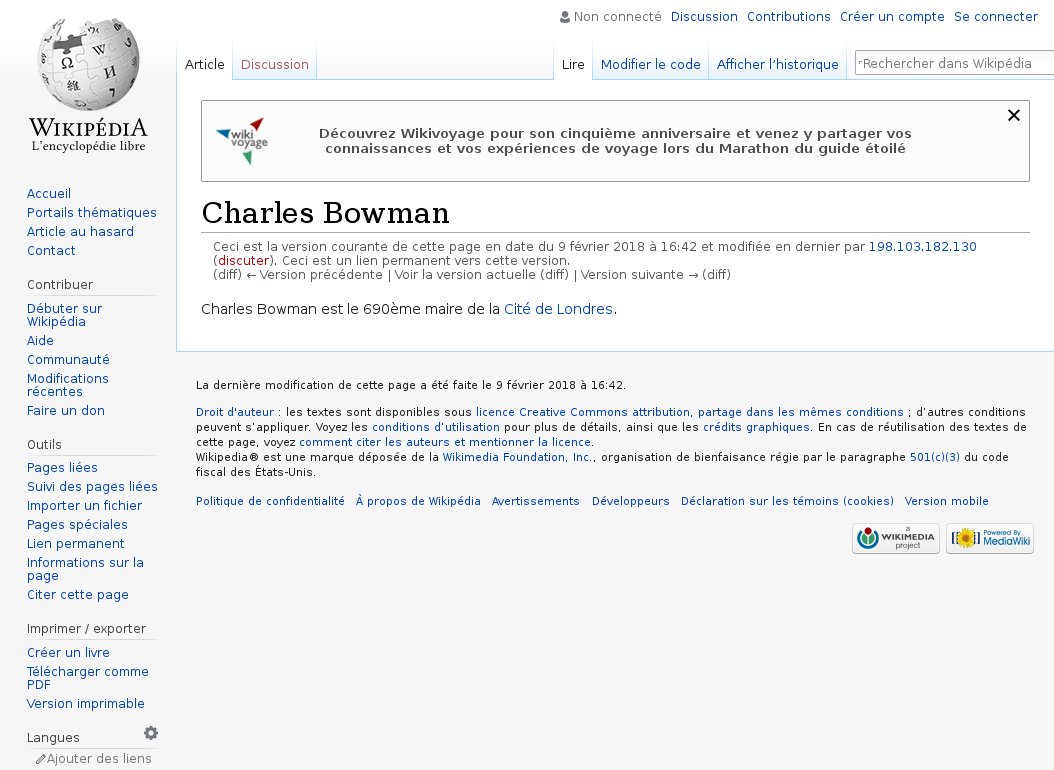 Non connecté Discussion Contributions Créer un compte Se connecter
Article Discussion Lire Modifier le code Afficher l'historique Rechercher dans Wikipédia
WIKIPÉDIA
L'encyclopédie libre
Accueil
Portails thématiques
Article au hasard
Contact
Contribuer
Débuter sur
Wikipédia
Aide
Communauté
Modifications
récentes
Faire un don
Outils
Pages liées
Suivi des pages liées
Importer un fichier
Pages spéciales
Lien permanent
Informations sur la
page
Citer cette page
Imprimer / exporter
Créer un livre
Télécharger comme
PDF
Version imprimable
Langues
Ajouter des liens
wiki
voyage
Découvrez Wikivoyage pour son cinquième anniversaire et venez y partager vos
connaissances et vos expériences de voyage lors du Marathon du guide étoilé
Charles Bowman
Ceci est la version courante de cette page en date du 9 février 2018 à 16:42 et modifiée en dernier par 198.103.182.130
(discuter). Ceci est un lien permanent vers cette version.
(diff) ← Version précédente | Voir la version actuelle (diff) | Version suivante → (diff)
Charles Bowman est le 690ème maire de la Cité de Londres.
La dernière modification de cette page a été faite le 9 février 2018 à 16:42.
Droit d'auteur : les textes sont disponibles sous licence Creative Commons attribution, partage dans les mêmes conditions ; d'autres conditions
peuvent s'appliquer. Voyez les conditions d'utilisation pour plus de détails, ainsi que les crédits graphiques. En cas de réutilisation des textes de
cette page, voyez comment citer les auteurs et mentionner la licence.
Wikipedia® est une marque déposée de la Wikimedia Foundation, Inc., organisation de bienfaisance régie par le paragraphe 501(c)(3) du code
fiscal des États-Unis.
Politique de confidentialité À propos de Wikipédia Avertissements Développeurs Déclaration sur les témoins (cookies) Version mobile
a
WIKIMEDIA
project
Powered By
MediaWiki